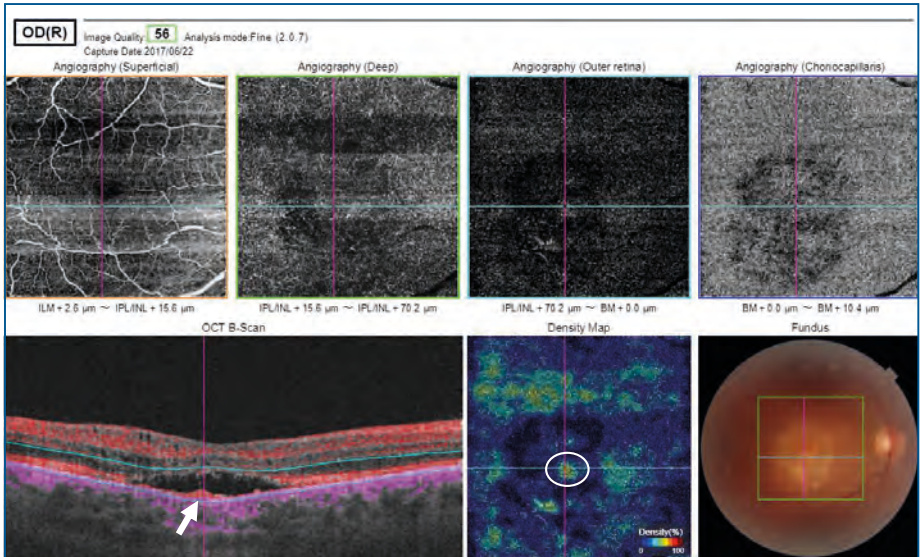 OD(R) Image Quality: 56 Analysis mode:Fine (2.0.7)
Capture Date:2017/06/22
Angiography (Superficial) Angiography (Deep) Angiography (Outer retina) Angiography (Choriocapillaris)
ILM + 2.6 μm ～ IPL/INL + 15.6 μm IPL/INL + 15.6 μm ～ IPL/INL + 70.2 μm IPL/INL + 70.2 μm ～ BM + 0.0 μm BM + 0.0 μm ～ BM + 10.4 μm
OCT B-Scan Density Map Fundus
Density(%)
0 100